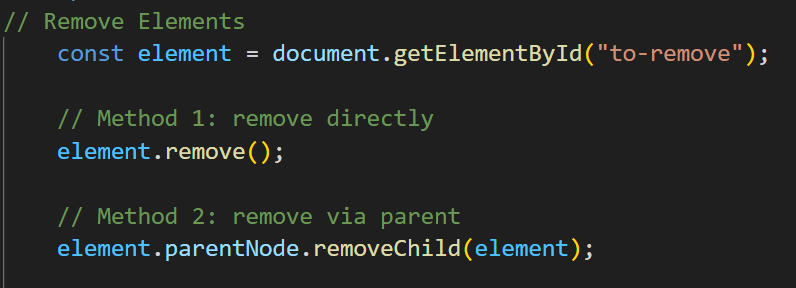 // Remove Elements
const element = document.getElementById("to-remove");
// Method 1: remove directly
element.remove();
// Method 2: remove via parent
element.parentNode.removeChild(element);